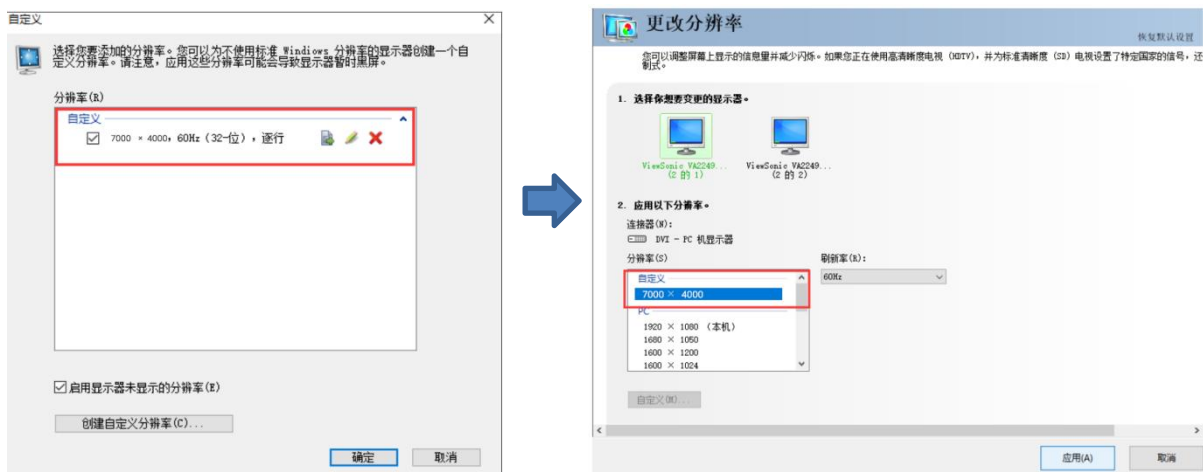 自定义
选择您要添加的分辨率。您可以为不使用标准 Windiows 分辨率的显示器创建一个自
定义分辨率。请注意，应用这些分辨率可能会导致显示器暂时黑屏。
分辨率(R)
自定义
7000 × 4000，60Hz (32-位)，逐行
启用显示器未显示的分辨率(E)
创建自定义分辨率(C)...
确定
取消
更改分辨率
恢复默认设置
您可以调整屏幕上显示的信息量并减少闪烁。如果您正在使用高清晰度电视 (HDTV)，并为标准清晰度 (SD) 电视设置了特定国家的信号，还
制式。
1. 选择你想要变更的显示器。
ViewSonic VA2249...
(2 的 1)
ViewSonic VA2249...
(2 的 2)
2. 应用以下分辨率。
连接器(N):
DVI - PC 机显示器
分辨率(S)
刷新率(R):
自定义
60Hz
7000 × 4000
PC
1920 × 1080 (本机)
1680 × 1050
1600 × 1200
1600 × 1024
自定义(M)...
应用(A)
取消